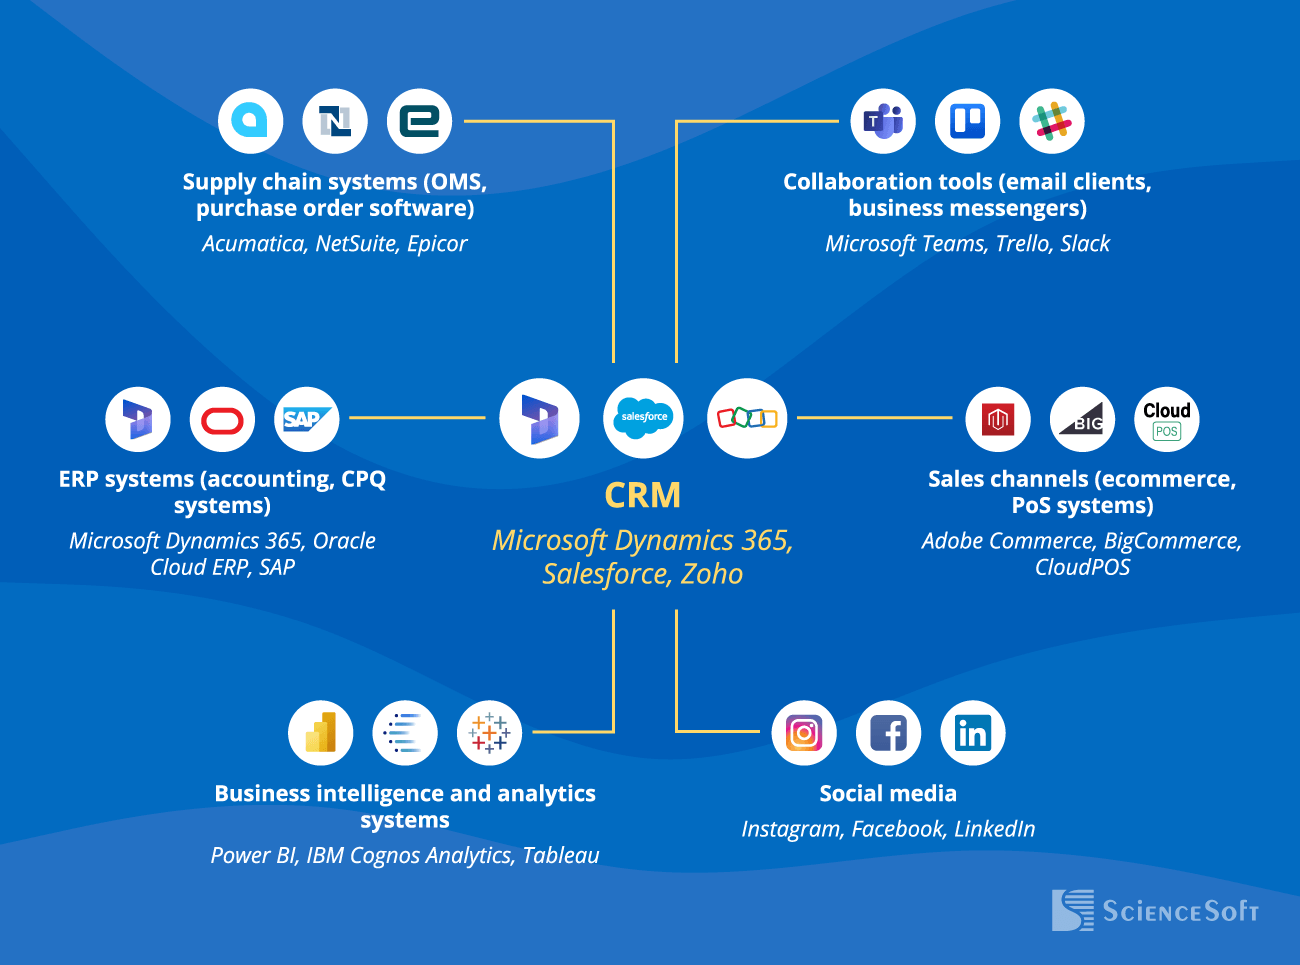 Supply chain systems (OMS,
purchase order software)
Acumatica, NetSuite, Epicor
T
Collaboration tools (email clients,
business messengers)
Microsoft Teams, Trello, Slack
SAP
ERP systems (accounting, CPQ
systems)
Microsoft Dynamics 365, Oracle
Cloud ERP, SAP
salesforce
CRM
Microsoft Dynamics 365,
Salesforce, Zoho
BIG
Cloud
POS
Sales channels (ecommerce,
PoS systems)
Adobe Commerce, BigCommerce,
CloudPOS
Business intelligence and analytics
systems
Power BI, IBM Cognos Analytics, Tableau
f
in
Social media
Instagram, Facebook, LinkedIn
ScienceSoft